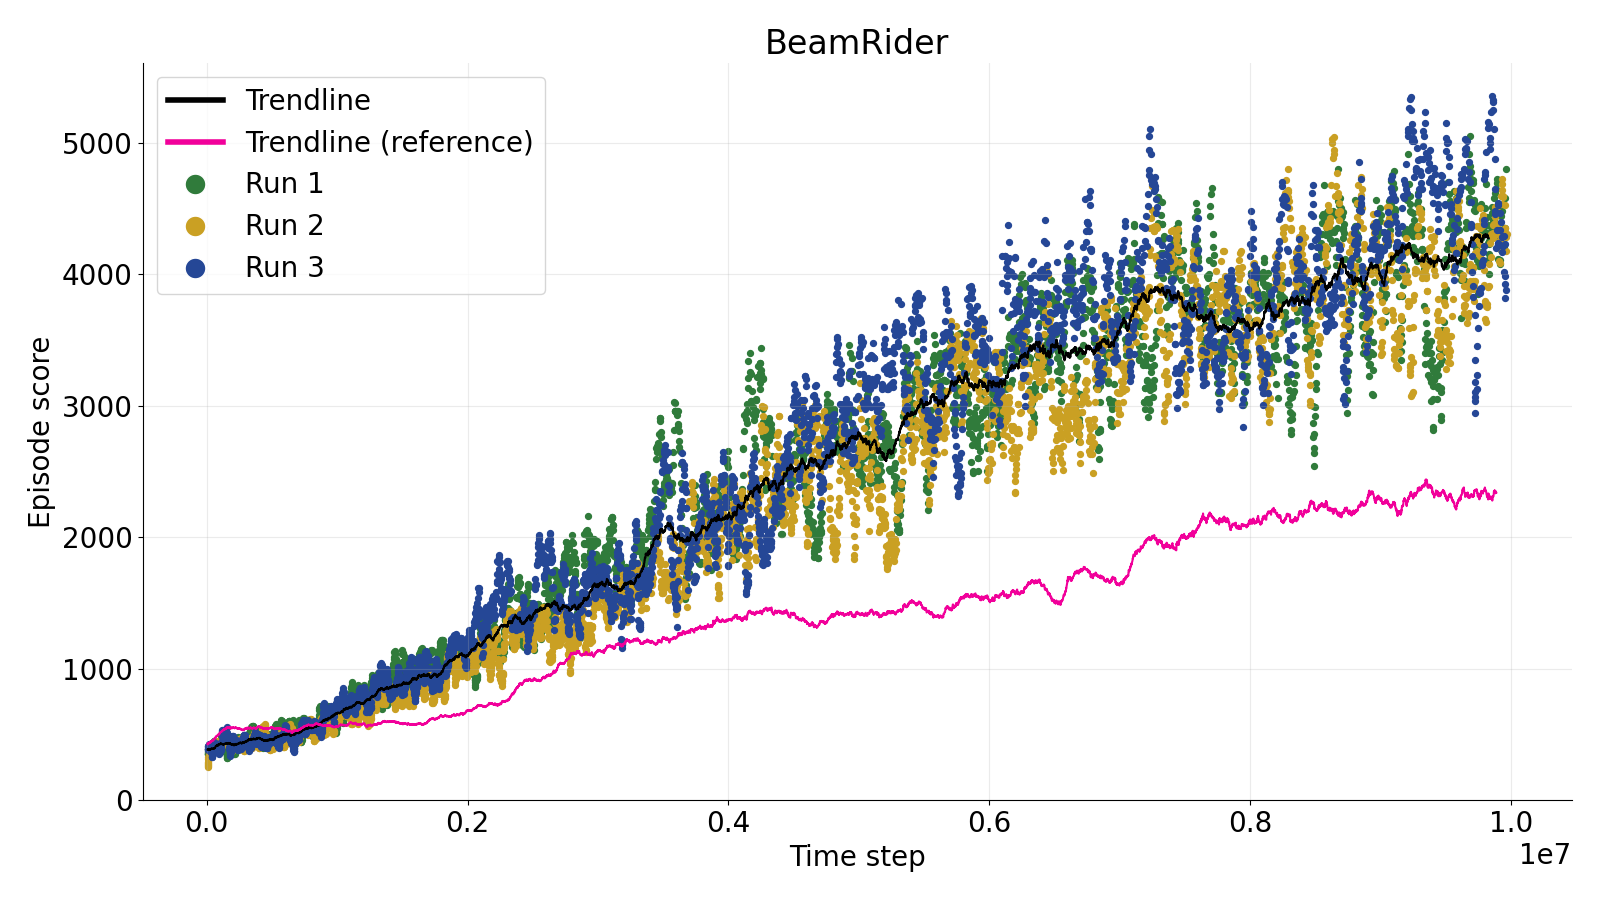 BeamRider
Trendline
Trendline (reference)
Run 1
Run 2
Run 3
Episode score
5000
4000
3000
2000
1000
0
0.0 0.2 0.4 0.6 0.8 1.0
1e7
Time step